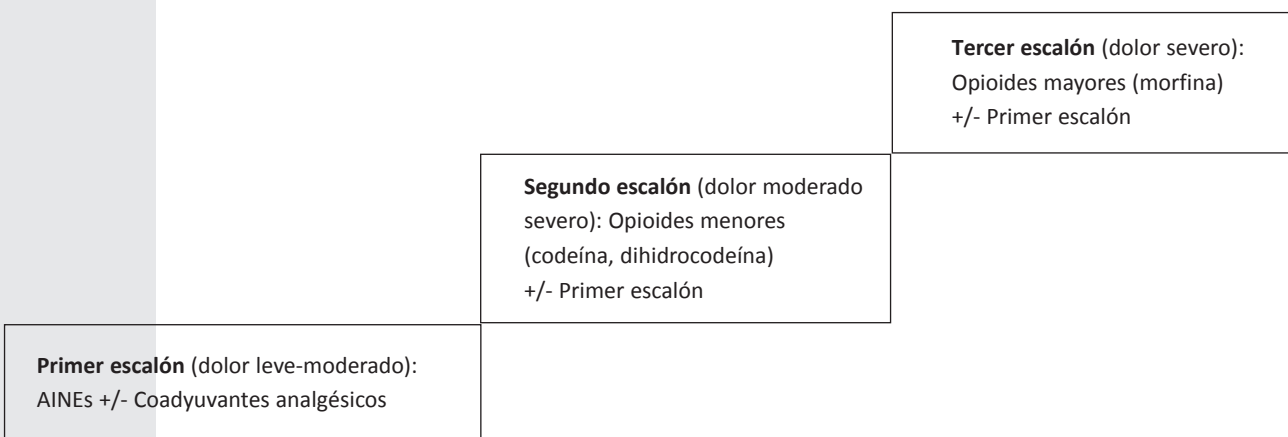 Tercer escalón (dolor severo):
Opioides mayores (morfina)
+/- Primer escalón
Segundo escalón (dolor moderado
severo): Opioides menores
(codeína, dihidrocodeína)
+/- Primer escalón
Primer escalón (dolor leve-moderado):
AINEs +/- Coadyuvantes analgésicos